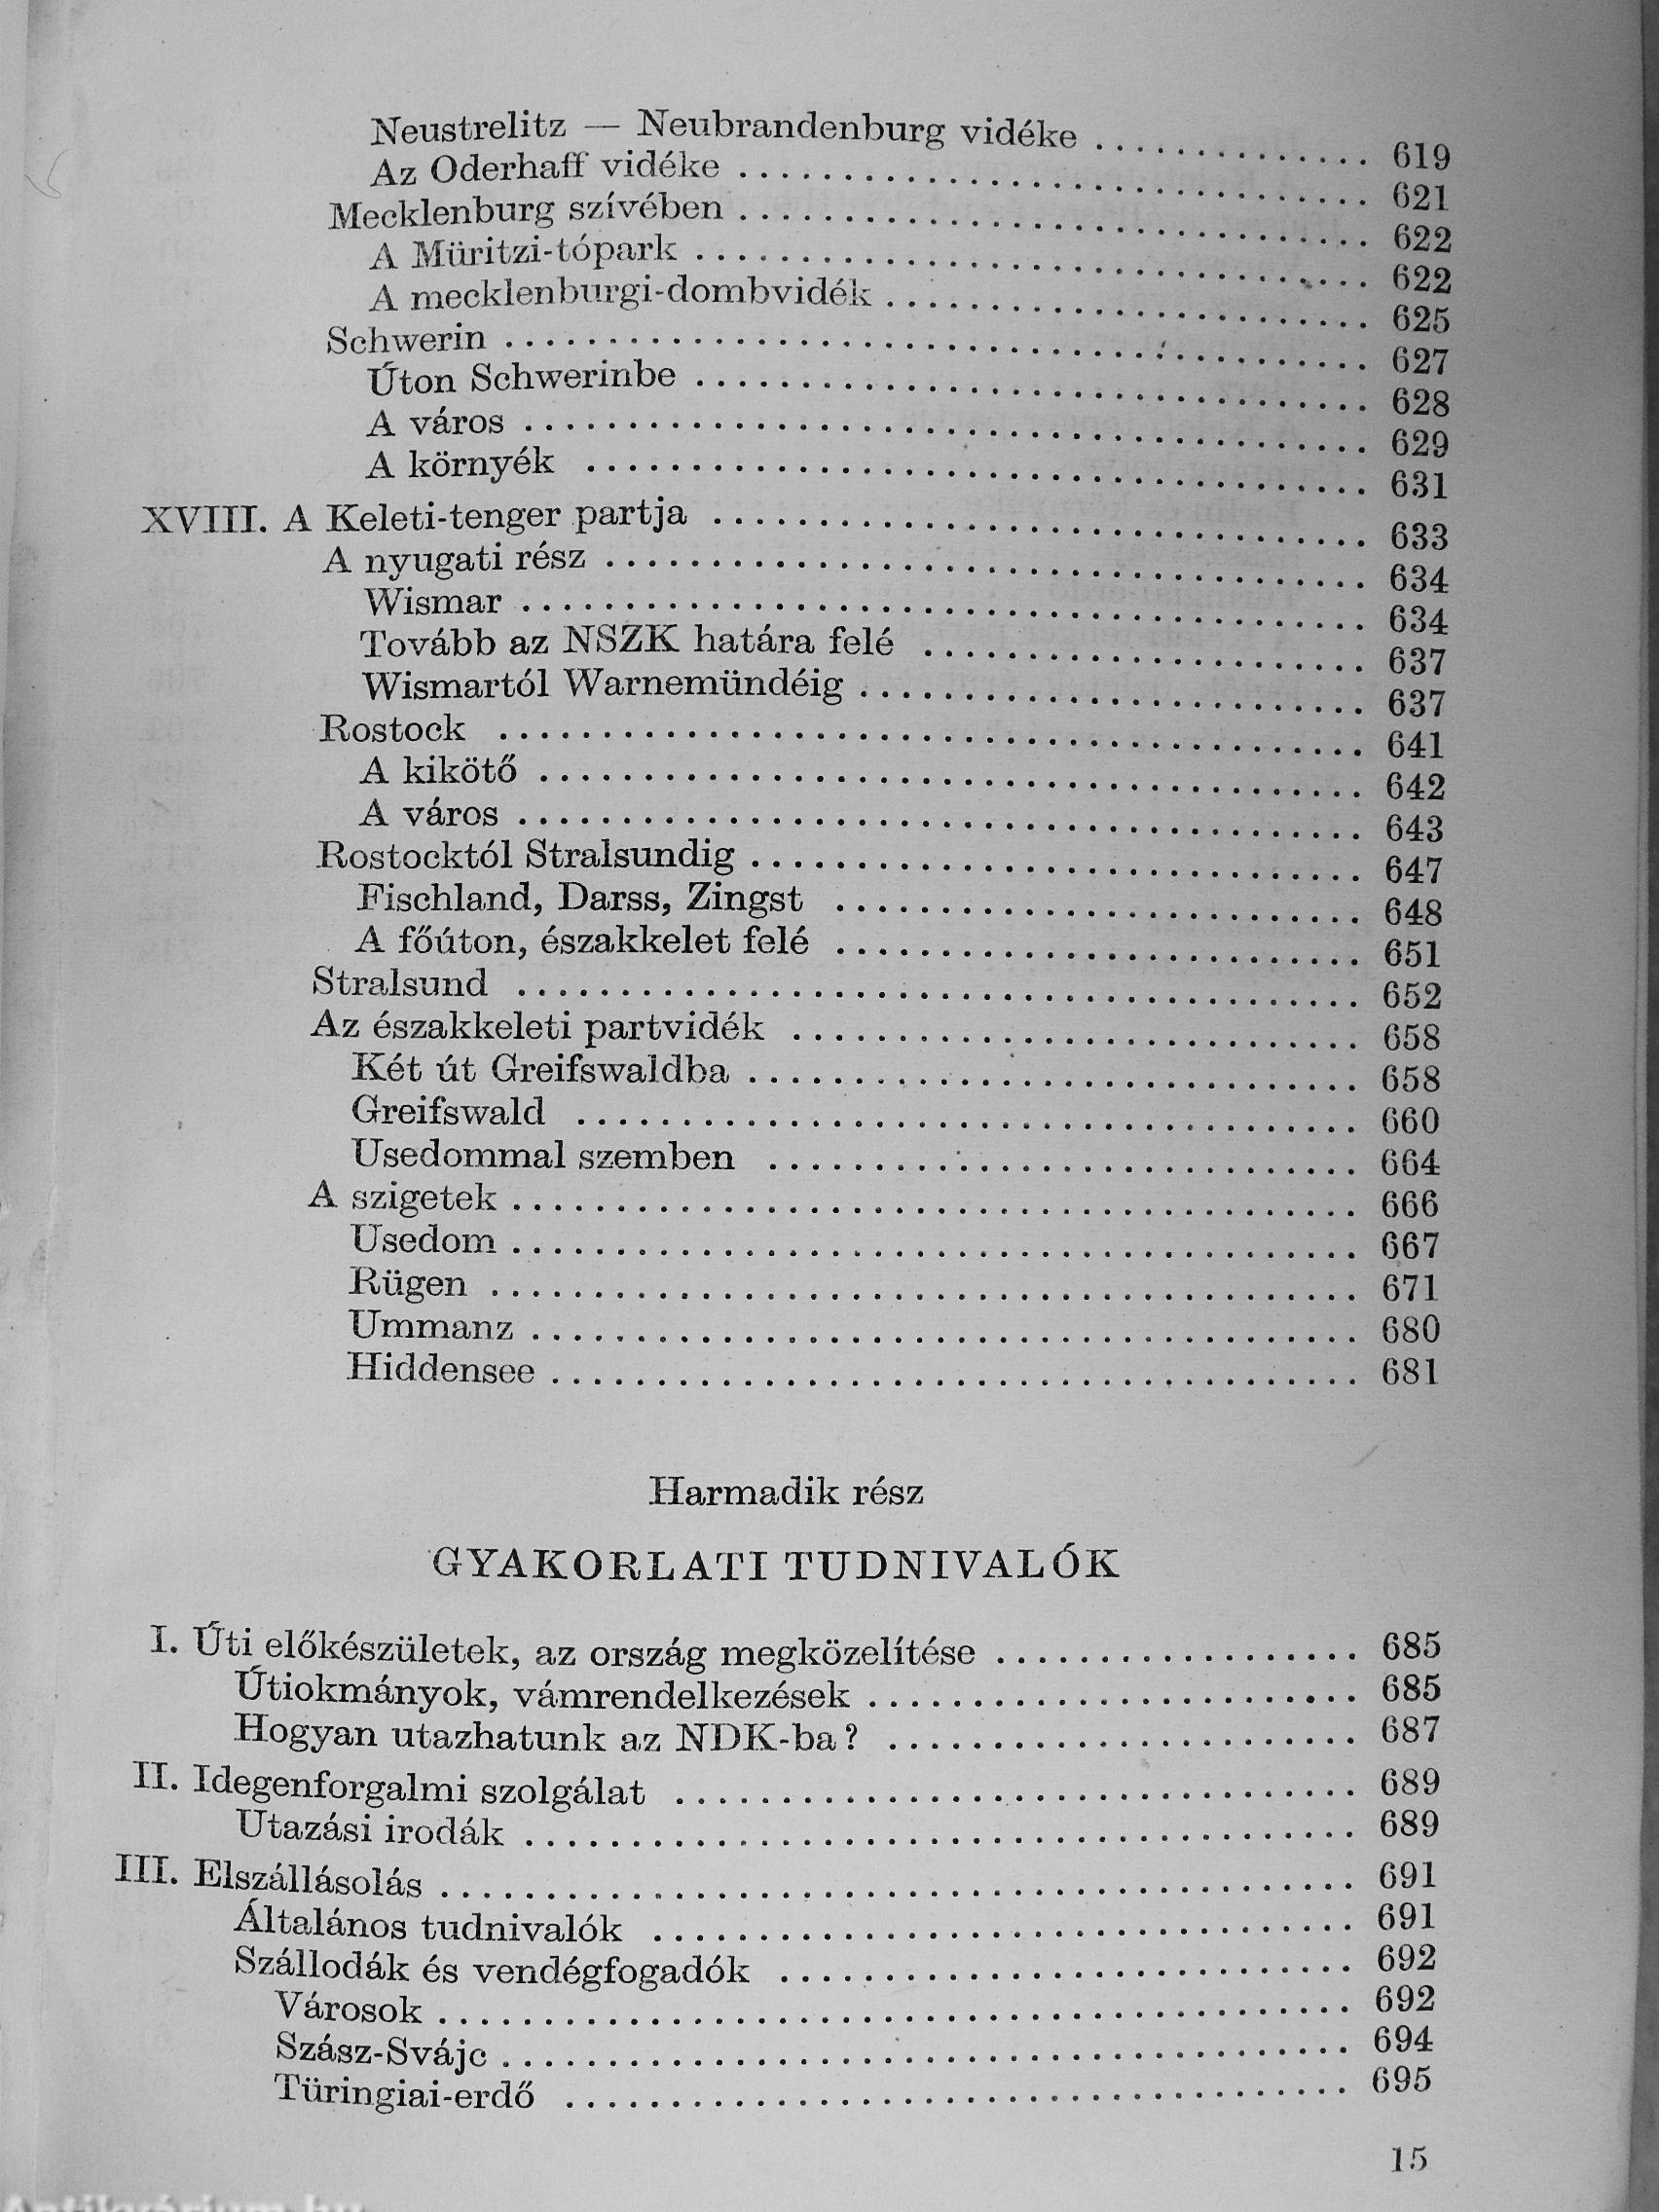 Neustrelitz — Neubrandenburg vidéke .............. 619
Az Oderhaff vidéke .............................. 621
Mecklenburg szívében .............................. 622
A Müritzi-tópark ................................ 622
A mecklenburgi-dombvidék ....................... 625
Schwerin ......................................... 627
Úton Schwerinbe ................................ 628
A város ........................................ 629
A környék ..................................... 631
XVIII. A Keleti-tenger partja ............................... 633
A nyugati rész .................................... 634
Wismar ........................................ 634
Tovább az NSZK határa felé ..................... 637
Wismartól Warnemündéig ........................ 637
Rostock ......................................... 641
A kikötő ....................................... 642
A város ........................................ 643
Rostocktól Stralsundig ............................. 647
Fischland, Darss, Zingst ......................... 648
A főúton, északkelet felé ......................... 651
Stralsund ........................................ 652
Az északkeleti partvidék ........................... 658
Két út Greifswaldba ............................. 658
Greifswald ..................................... 660
Usedommal szemben ............................ 664
A szigetek ........................................ 666
Usedom ........................................ 667
Rügen ......................................... 671
Ummanz ....................................... 680
Hiddensee ...................................... 681
Harmadik rész
GYAKORLATI TUDNIVALÓK
I. Úti előkészületek, az ország megközelítése .................. 685
Útiokmányok, vámrendelkezések ........................ 685
Hogyan utazhatunk az NDK-ba? ....................... 687
II. Idegenforgalmi szolgálat ................................ 689
Utazási irodák ........................................ 689
III. Elszállásolás ............................................ 691
Általános tudnivalók .................................. 691
Szállodák és vendégfogadók ............................ 692
Városok ............................................ 692
Szász-Svájc ......................................... 694
Türingiai-erdő ...................................... 695
15
Antikvárium.hu